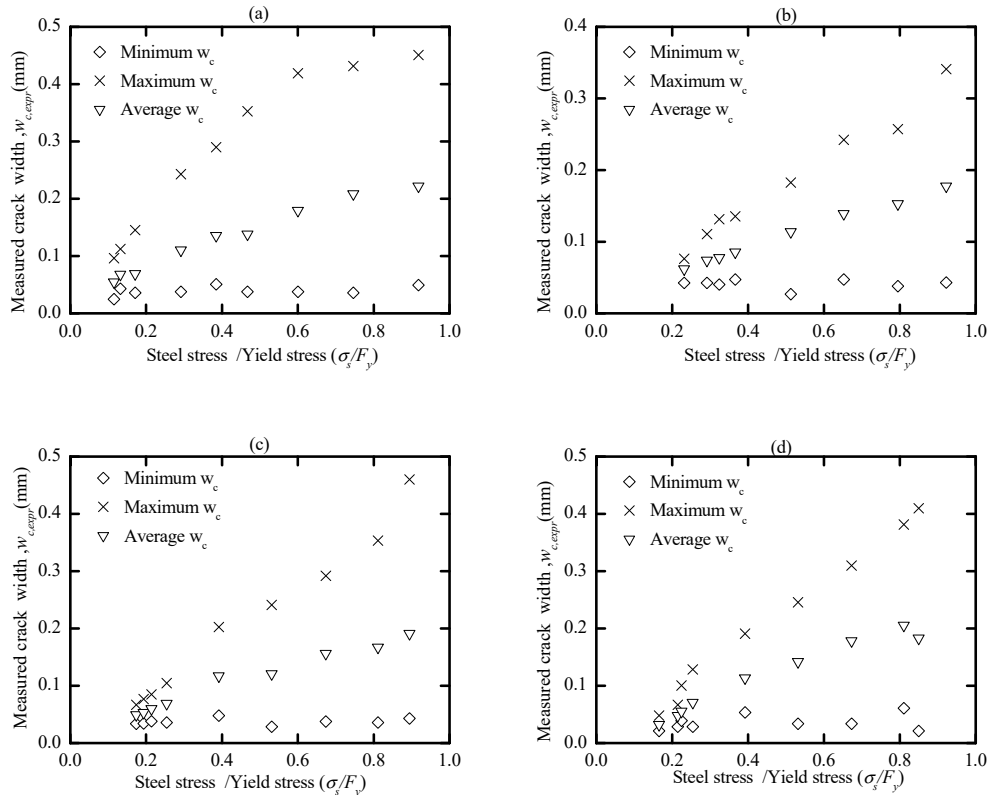 (a)
0.5
0.4
0.3
0.2
0.1
0.0
Measured crack width ,w_c,expr(mm)
Minimum w_c
Maximum w_c
Average w_c
0.0 0.2 0.4 0.6 0.8 1.0
Steel stress /Yield stress (σ_s/F_y)
(b)
0.4
0.3
0.2
0.1
0.0
Measured crack width ,w_c,expr(mm)
Minimum w_c
Maximum w_c
Average w_c
0.0 0.2 0.4 0.6 0.8 1.0
Steel stress /Yield stress (σ_s/F_y)
(c)
0.5
0.4
0.3
0.2
0.1
0.0
Measured crack width ,w_c,expr(mm)
Minimum w_c
Maximum w_c
Average w_c
0.0 0.2 0.4 0.6 0.8 1.0
Steel stress /Yield stress (σ_s/F_y)
(d)
0.5
0.4
0.3
0.2
0.1
0.0
Measured crack width ,w_c,expr(mm)
Minimum w_c
Maximum w_c
Average w_c
0.0 0.2 0.4 0.6 0.8 1.0
Steel stress /Yield stress (σ_s/F_y)